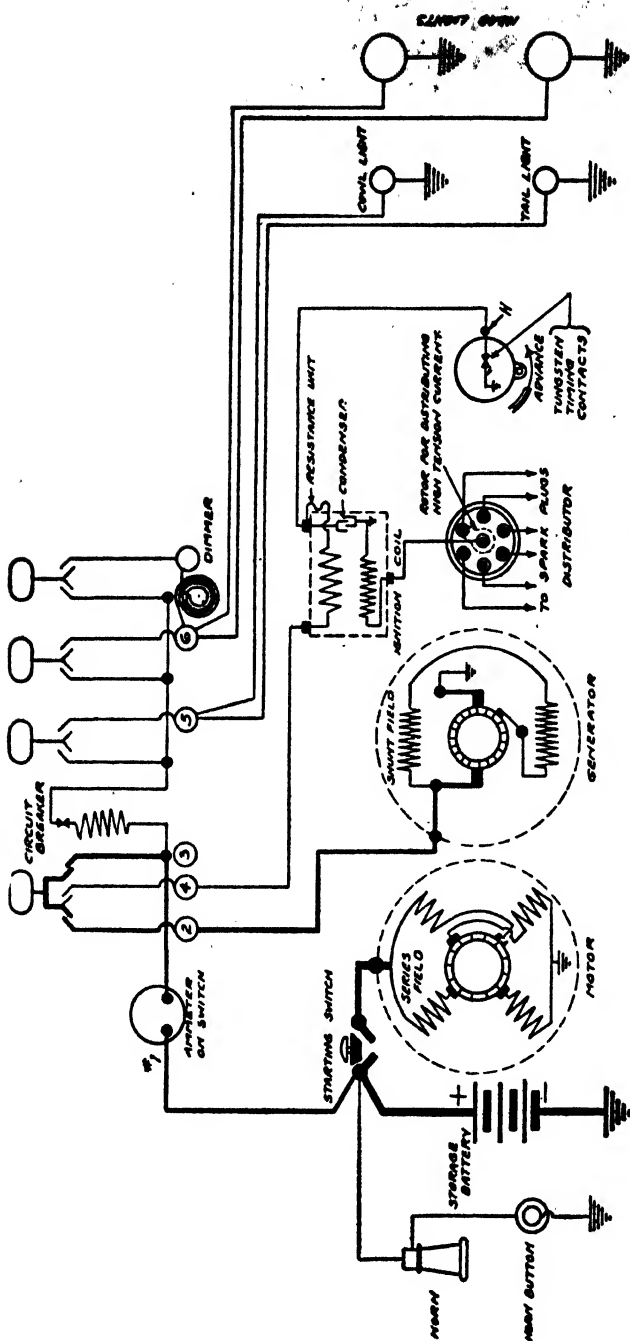 HEAD LIGHTS
COWL LIGHT
TAIL LIGHT
H
ADVANCE
TUNGSTEN
TIMING
CONTACTS
RESISTANCE UNIT
CONDENSER
ROTOR FOR DISTRIBUTING
HIGH TENSION CURRENT.
TO SPARK PLUGS
DISTRIBUTOR
IGNITION COIL
DIMMER
6
5
CIRCUIT
BREAKER
3
4
2
SHUNT FIELD
GENERATOR
SERIES
FIELD
MOTOR
AMMETER
ON SWITCH
#1
STARTING SWITCH
+
-
STORAGE
BATTERY
HORN
HORN BUTTON